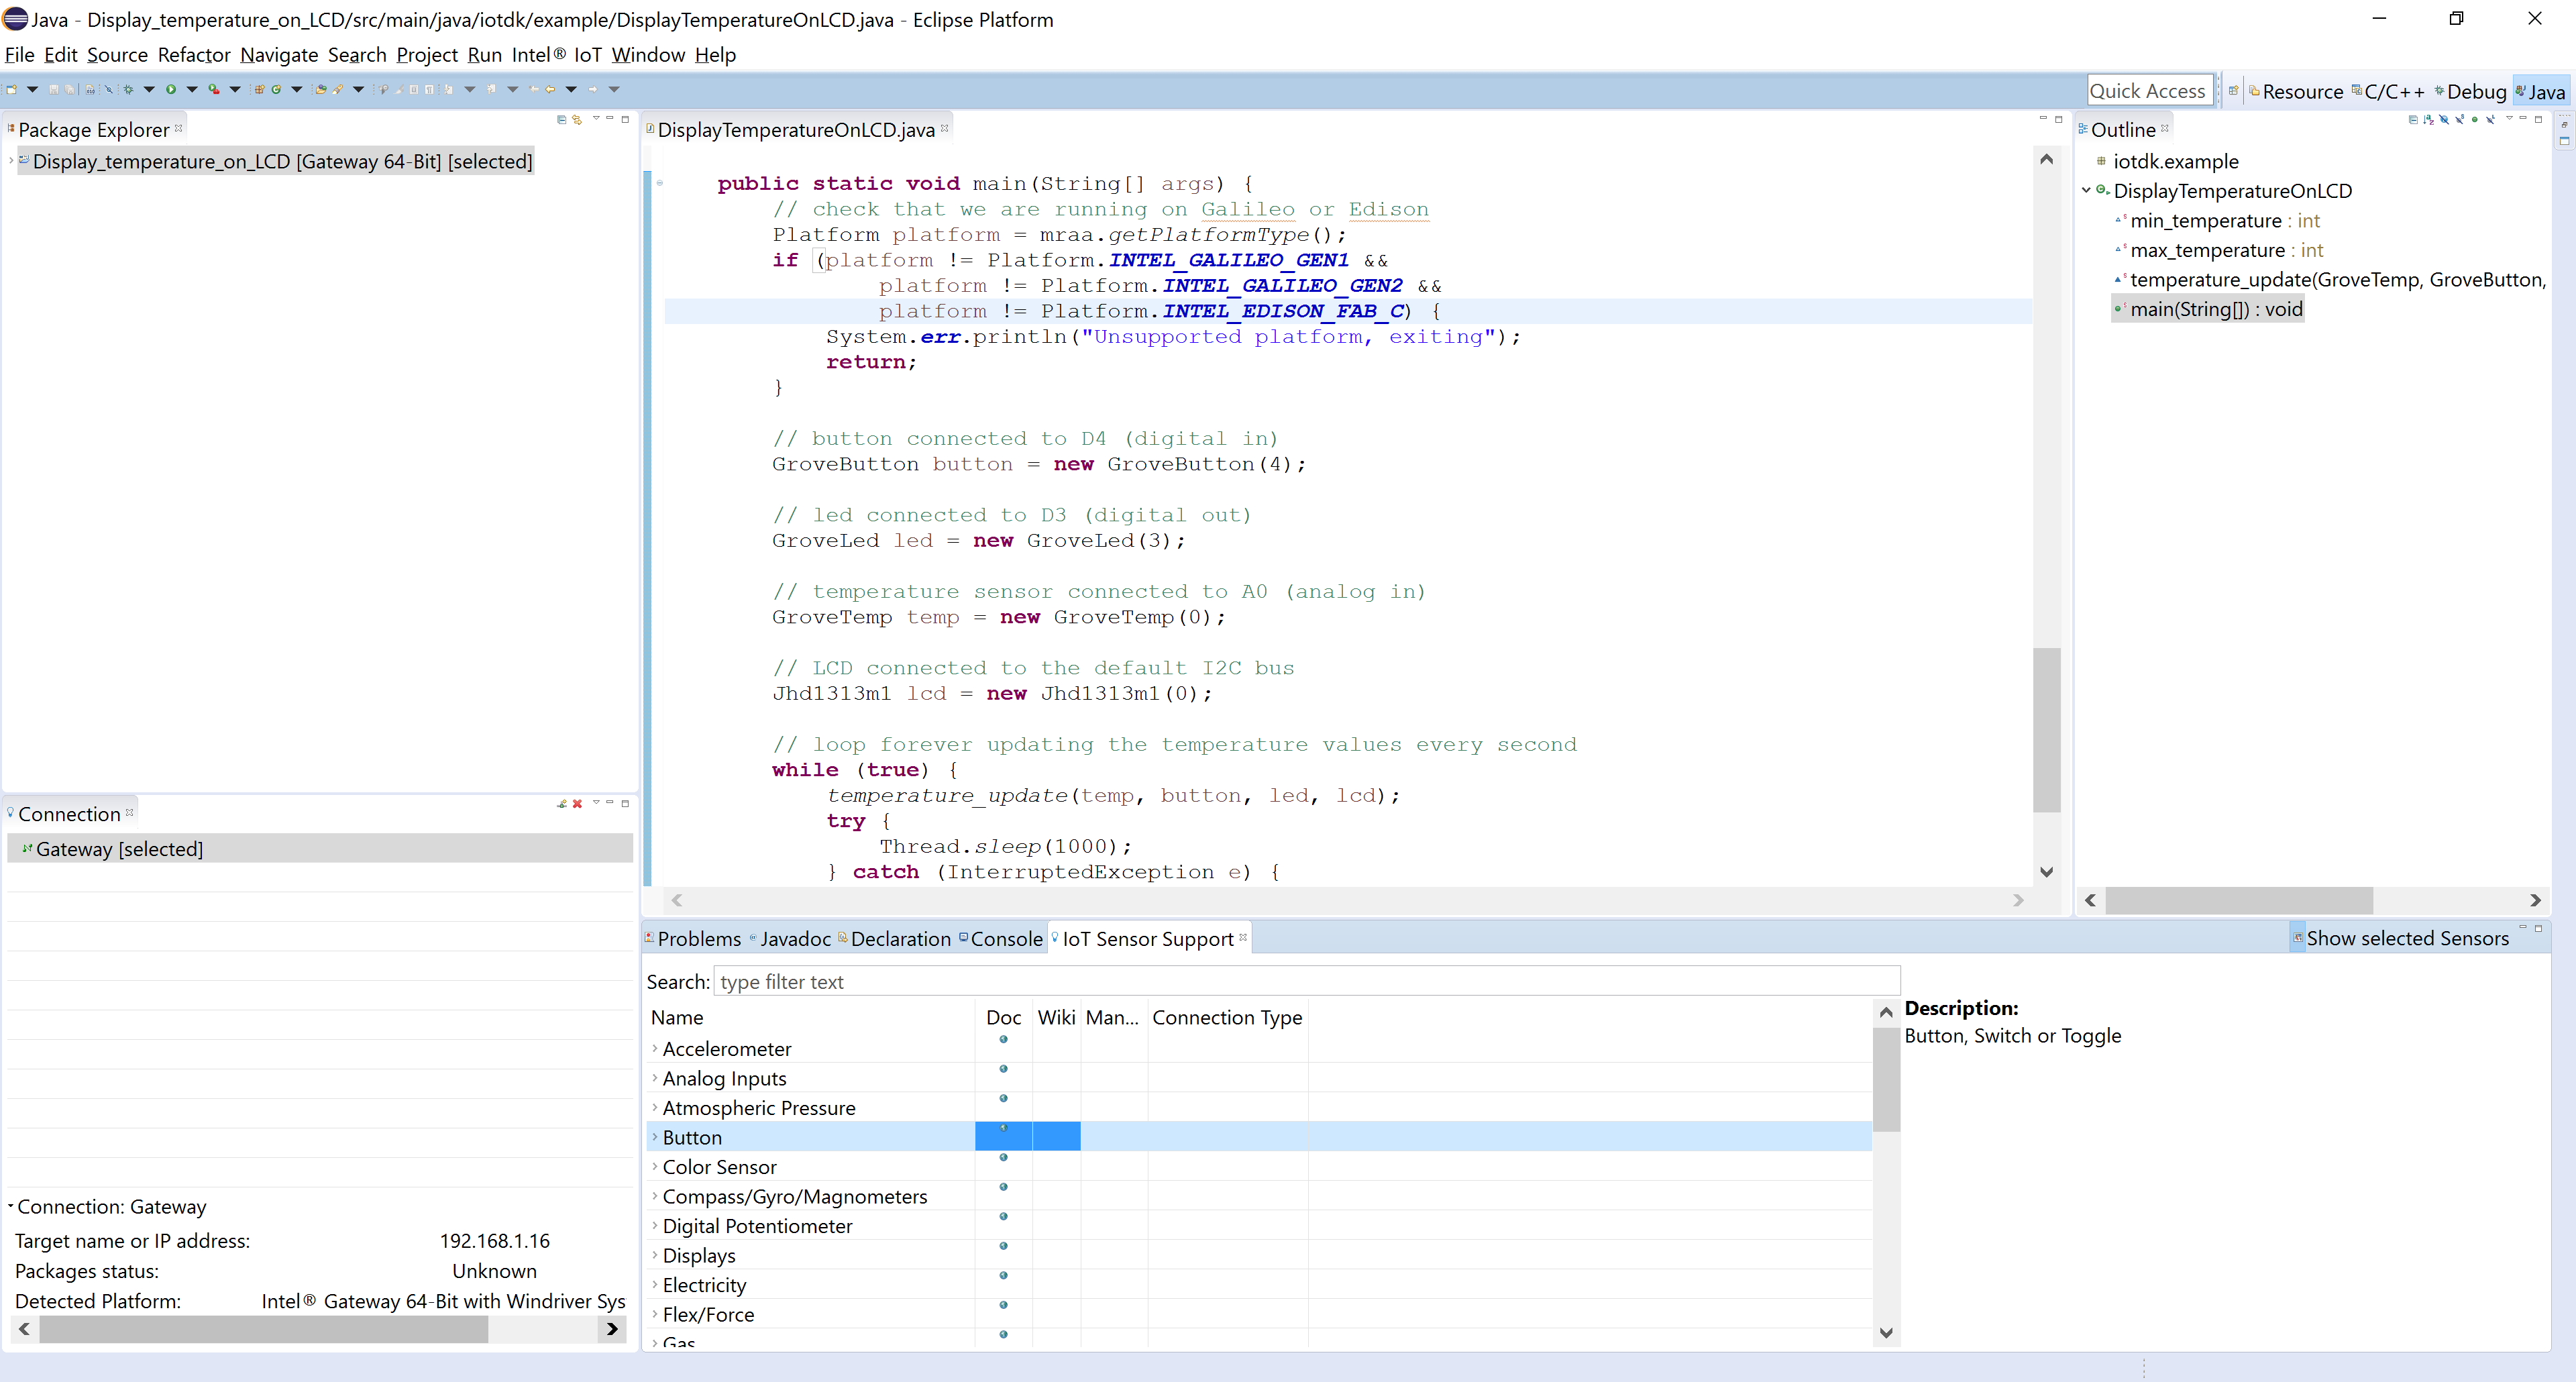 Java - Display_temperature_on_LCD/src/main/java/iotdk/example/DisplayTemperatureOnLCD.java - Eclipse Platform
File Edit Source Refactor Navigate Search Project Run Intel® IoT Window Help
Quick Access Resource C/C++ Debug Java
Package Explorer
Display_temperature_on_LCD [Gateway 64-Bit] [selected]
DisplayTemperatureOnLCD.java
public static void main(String[] args) {
// check that we are running on Galileo or Edison
Platform platform = mraa.getPlatformType();
if (platform != Platform.INTEL_GALILEO_GEN1 &&
platform != Platform.INTEL_GALILEO_GEN2 &&
platform != Platform.INTEL_EDISON_FAB_C) {
System.err.println("Unsupported platform, exiting");
return;
}
// button connected to D4 (digital in)
GroveButton button = new GroveButton(4);
// led connected to D3 (digital out)
GroveLed led = new GroveLed(3);
// temperature sensor connected to A0 (analog in)
GroveTemp temp = new GroveTemp(0);
// LCD connected to the default I2C bus
Jhd1313m1 lcd = new Jhd1313m1(0);
// loop forever updating the temperature values every second
while (true) {
temperature_update(temp, button, led, lcd);
try {
Thread.sleep(1000);
} catch (InterruptedException e) {
Outline
iotdk.example
DisplayTemperatureOnLCD
min_temperature : int
max_temperature : int
temperature_update(GroveTemp, GroveButton,
main(String[]) : void
Connection
Gateway [selected]
Connection: Gateway
Target name or IP address: 192.168.1.16
Packages status: Unknown
Detected Platform: Intel® Gateway 64-Bit with Windriver Sys
Problems Javadoc Declaration Console IoT Sensor Support Show selected Sensors
Search: type filter text
Name Doc Wiki Man... Connection Type
Accelerometer
Analog Inputs
Atmospheric Pressure
Button
Color Sensor
Compass/Gyro/Magnometers
Digital Potentiometer
Displays
Electricity
Flex/Force
Gas
Description:
Button, Switch or Toggle